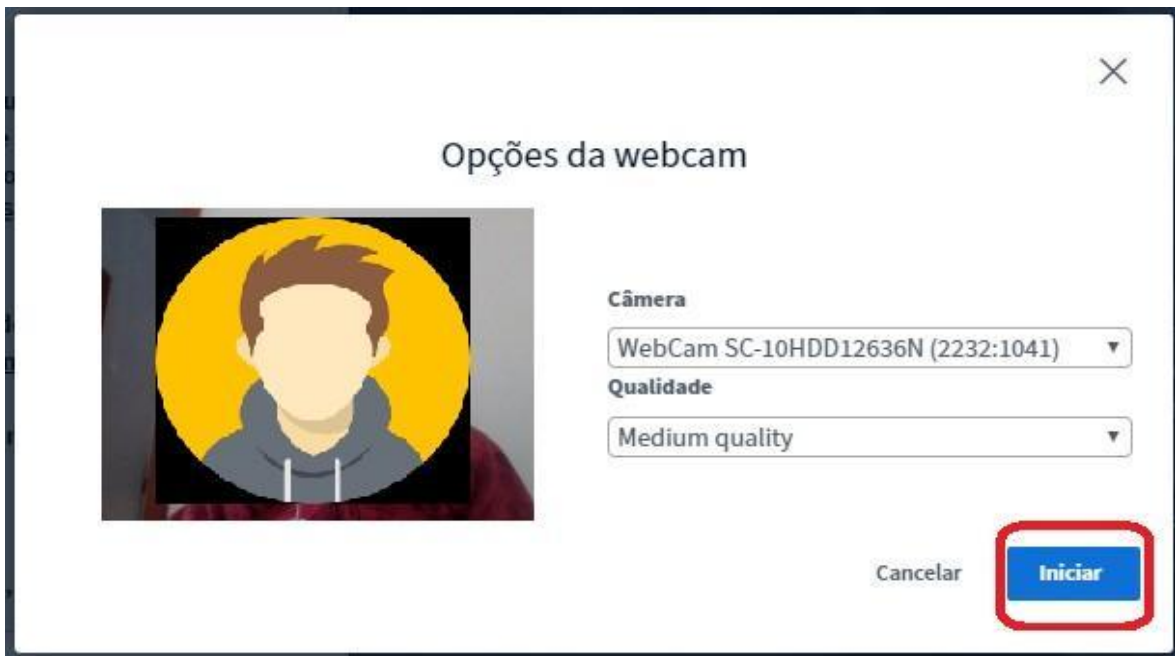 Opções da webcam
Câmera
WebCam SC-10HDD12636N (2232:1041)
Qualidade
Medium quality
Cancelar
Iniciar